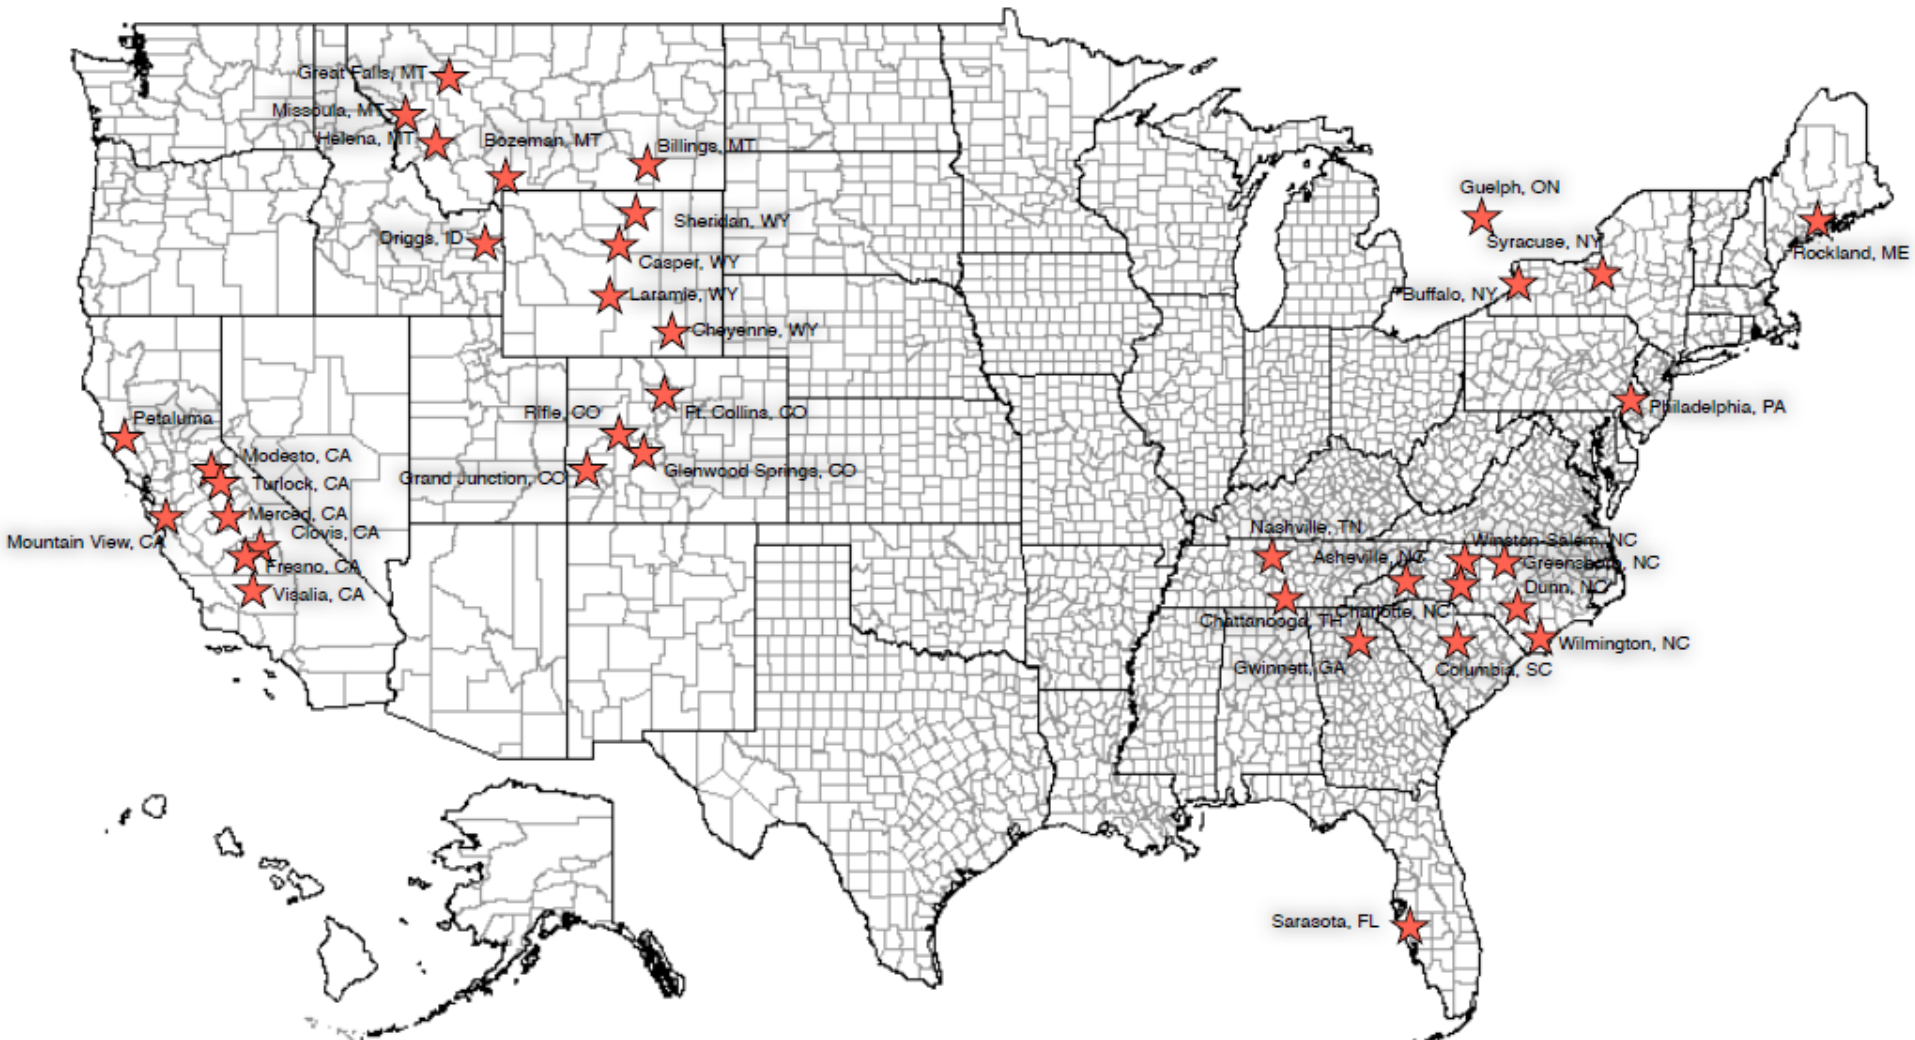 Great Falls, MT
Missoula, MT
Helena, MT
Bozeman, MT
Billings, MT
Guelph, ON
Sheridan, WY
Driggs, ID
Syracuse, NY
Rockland, ME
Casper, WY
Laramie, WY
Buffalo, NY
Cheyenne, WY
Rifle, CO
Ft. Collins, CO
Philadelphia, PA
Petaluma
Modesto, CA
Grand Junction, CO
Glenwood Springs, CO
Turlock, CA
Merced, CA
Clovis, CA
Mountain View, CA
Fresno, CA
Visalia, CA
Nashville, TN
Winston-Salem, NC
Asheville, NC
Greensboro, NC
Dunn, NC
Charlotte, NC
Chattanooga, TH
Wilmington, NC
Gwinnett, GA
Columbia, SC
Sarasota, FL